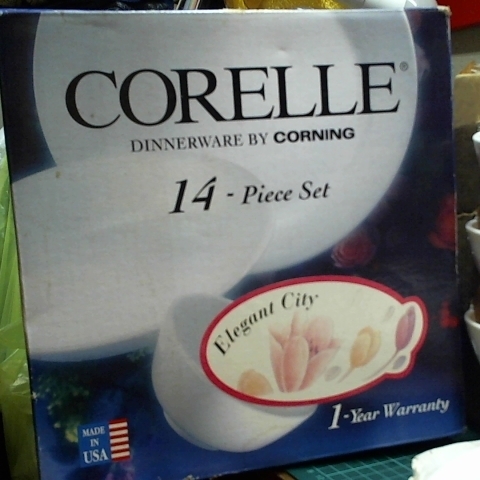 CORELLE®
DINNERWARE BY CORNING
14 - Piece Set
Elegant City
1-Year Warranty
MADE
IN
USA